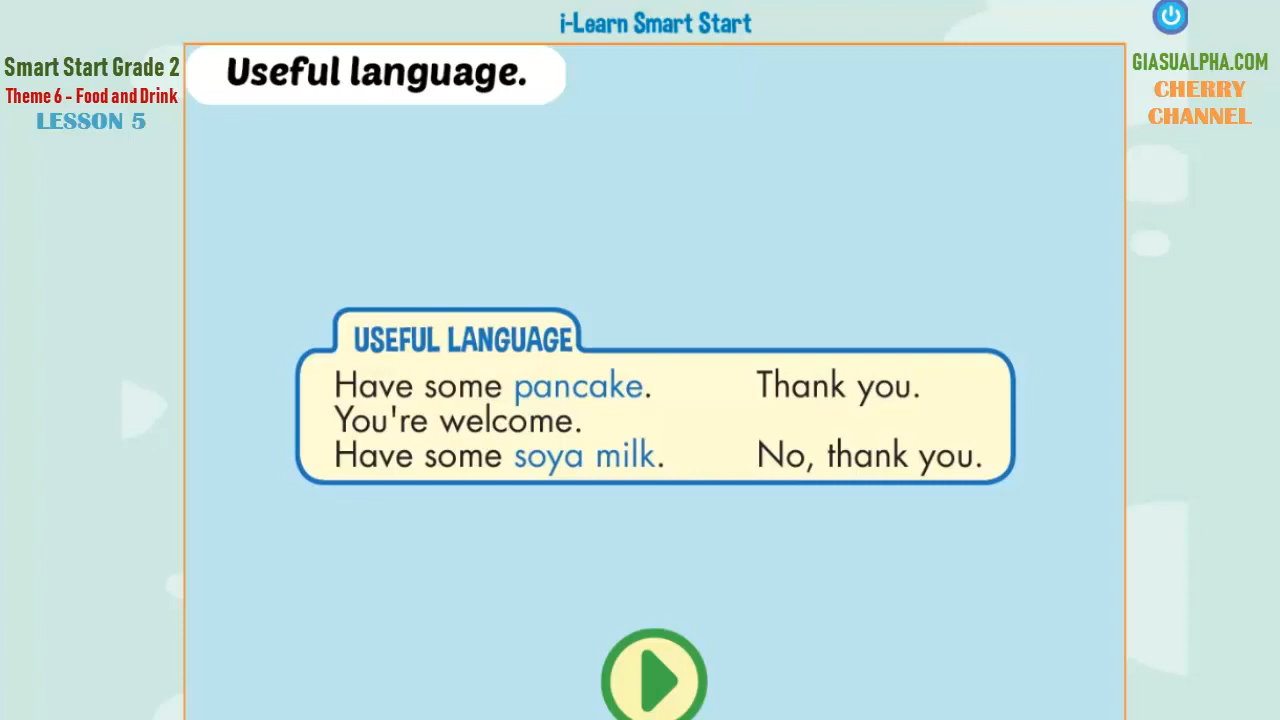 i-Learn Smart Start
Smart Start Grade 2
Theme 6 - Food and Drink
LESSON 5
GIASUALPHA.COM
CHERRY
CHANNEL
Useful language.
USEFUL LANGUAGE
Have some pancake. Thank you.
You're welcome.
Have some soya milk. No, thank you.